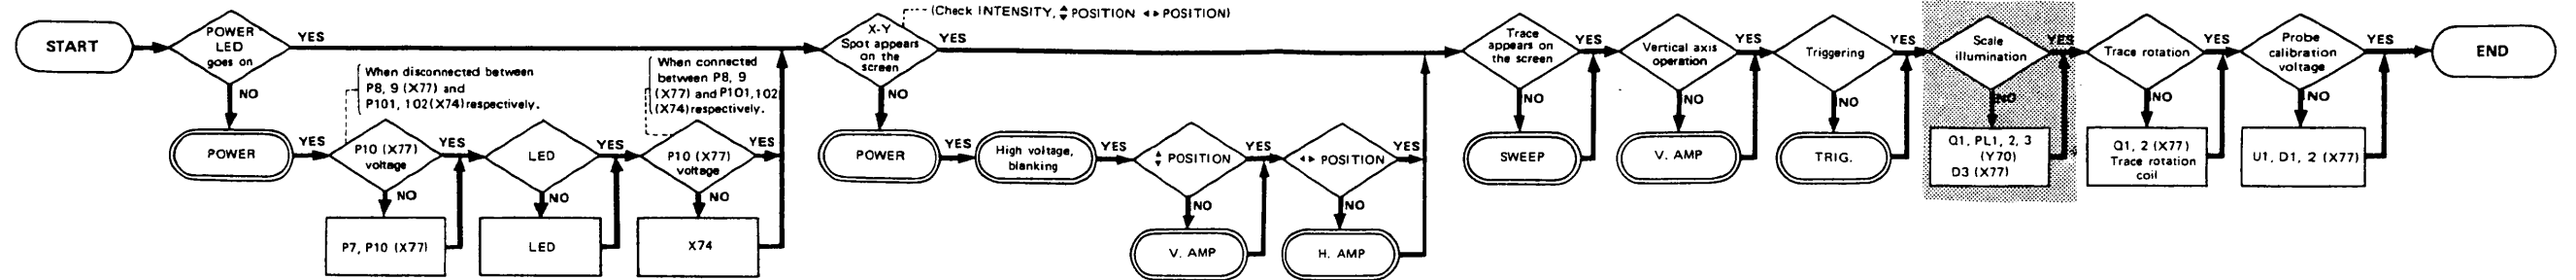 START
POWER
LED
goes on
YES
NO
POWER
YES
When disconnected between
P8, 9 (X77) and
P101, 102(X74) respectively.
P10 (X77)
voltage
YES
NO
P7, P10 (X77)
LED
YES
NO
LED
When connected
between P8, 9
(X77) and P101, 102
(X74) respectively.
P10 (X77)
voltage
YES
NO
X74
X-Y
Spot appears
on the
screen
(Check INTENSITY, ▲▼POSITION ◄►POSITION)
YES
NO
POWER
YES
High voltage,
blanking
YES
▲▼ POSITION
YES
NO
V. AMP
◄► POSITION
YES
NO
H. AMP
Trace
appears on
the screen
YES
NO
SWEEP
Vertical axis
operation
YES
NO
V. AMP
Triggering
YES
NO
TRIG.
Scale
illumination
YES
NO
Q1, PL1, 2, 3
(Y70)
D3 (X77)
Trace rotation
YES
NO
Q1, 2 (X77)
Trace rotation
coil
Probe
calibration
voltage
YES
NO
U1, D1, 2 (X77)
END